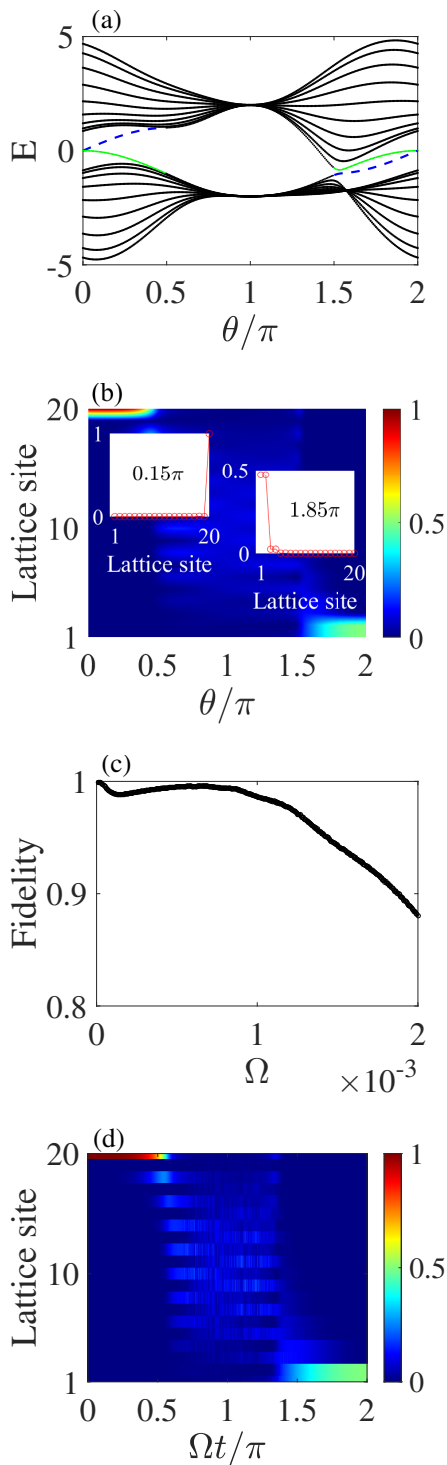 (a)
5
0
-5
E
0 0.5 1 1.5 2
θ/π
(b)
20
10
1
Lattice site
1
0
0.15π
1 20
Lattice site
0.5
0
1.85π
1 20
Lattice site
1
0.5
0
0 0.5 1 1.5 2
θ/π
(c)
1
0.9
0.8
Fidelity
0 1 2
Ω ×10⁻³
(d)
20
10
1
Lattice site
1
0.5
0
0 0.5 1 1.5 2
Ωt/π